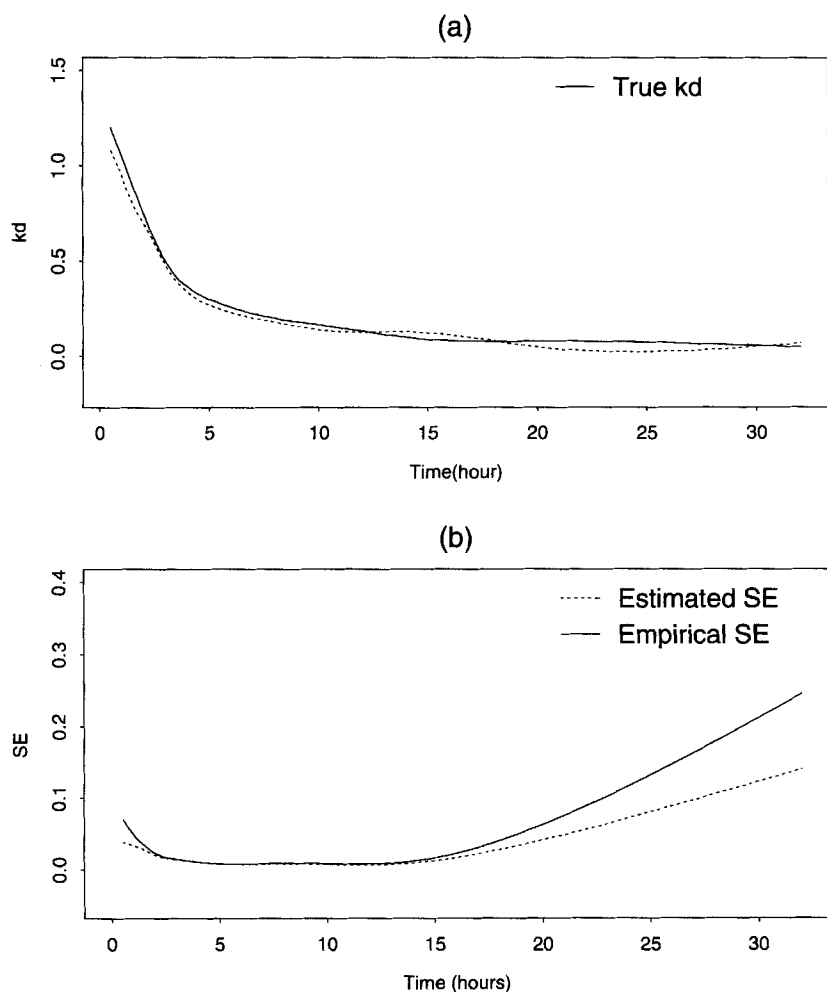 (a)
1.5
1.0
0.5
0.0
kd
True kd
0 5 10 15 20 25 30
Time(hour)
(b)
0.4
0.3
0.2
0.1
0.0
SE
Estimated SE
Empirical SE
0 5 10 15 20 25 30
Time (hours)